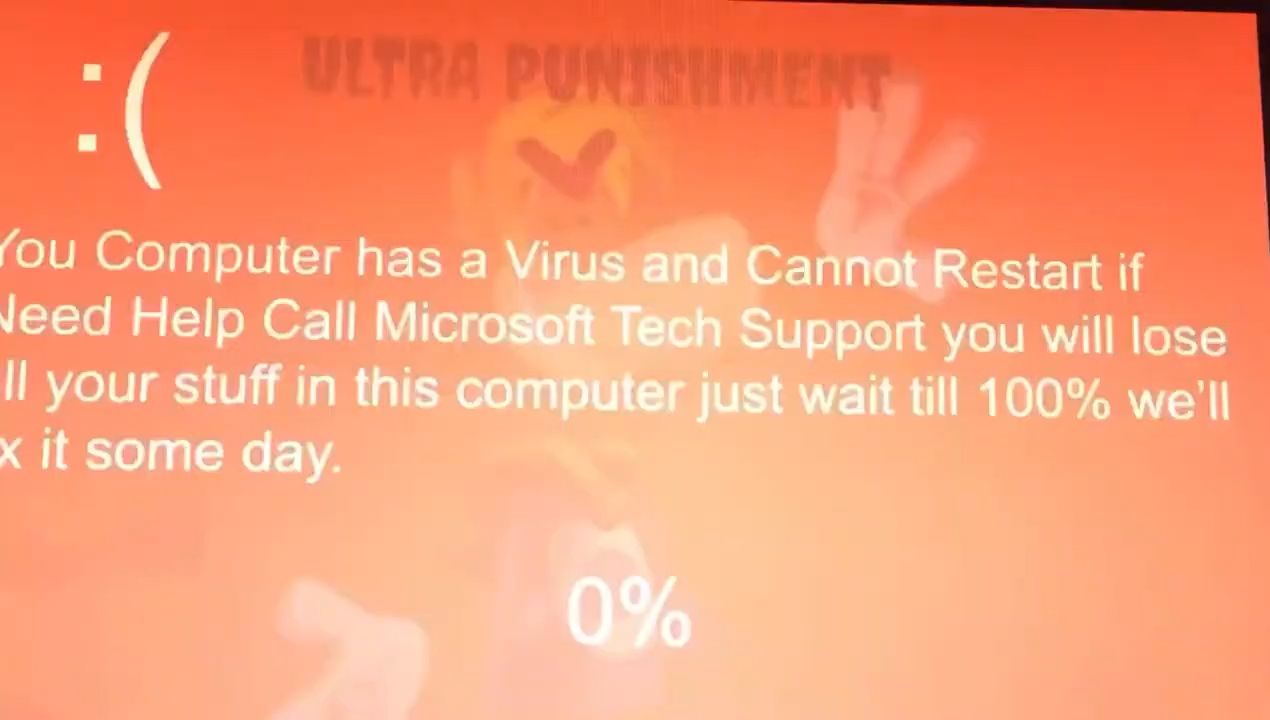 :(
ULTRA PUNISHMENT
You Computer has a Virus and Cannot Restart if
Need Help Call Microsoft Tech Support you will lose
ll your stuff in this computer just wait till 100% we'll
x it some day.
0%